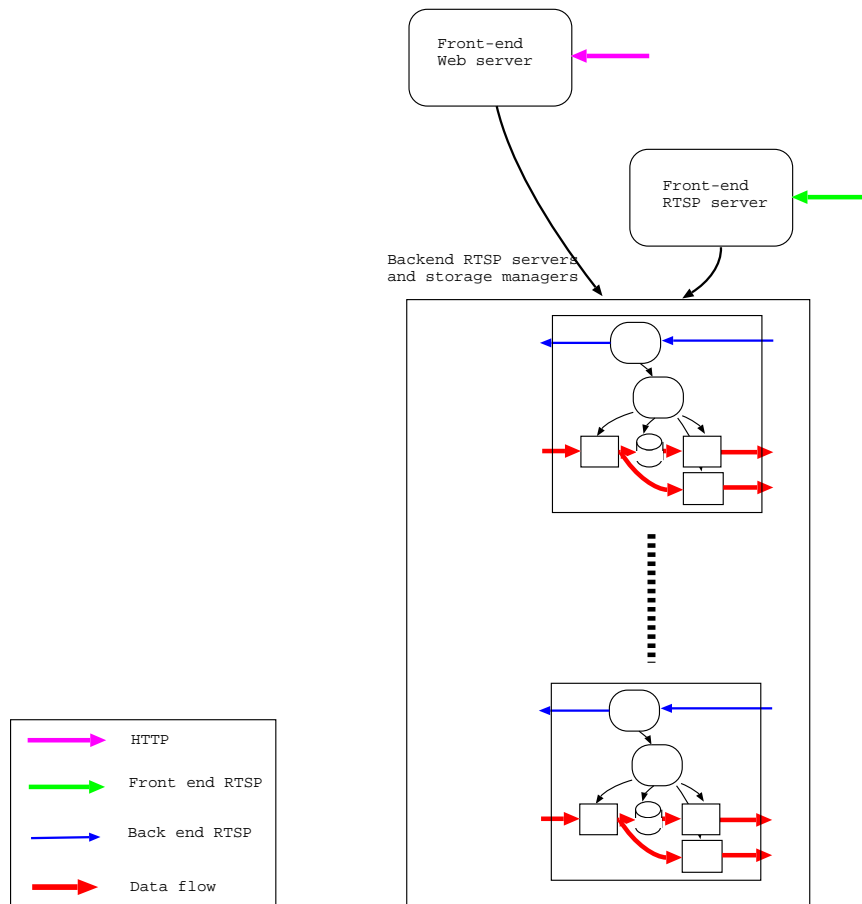 Front-end
Web server
Front-end
RTSP server
Backend RTSP servers
and storage managers
HTTP
Front end RTSP
Back end RTSP
Data flow